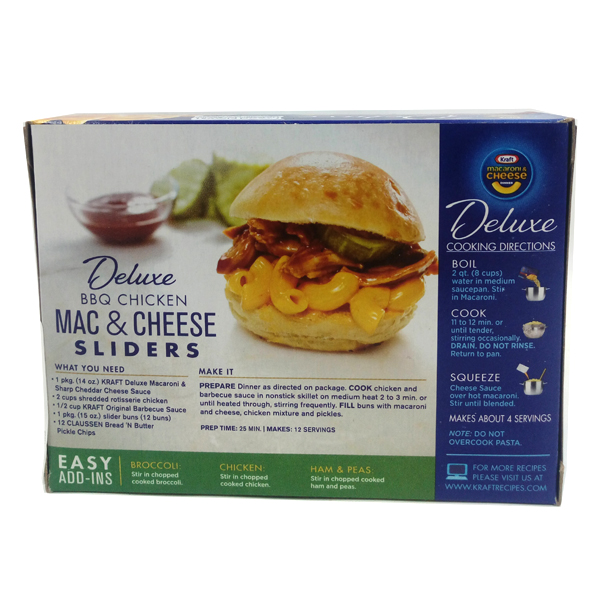 Deluxe
BBQ CHICKEN
MAC & CHEESE
SLIDERS
WHAT YOU NEED
• 1 pkg. (14 oz.) KRAFT Deluxe Macaroni &
Sharp Cheddar Cheese Sauce
• 2 cups shredded rotisserie chicken
• 1/2 cup KRAFT Original Barbecue Sauce
• 1 pkg. (15 oz.) slider buns (12 buns)
• 12 CLAUSSEN Bread 'N Butter
Pickle Chips
MAKE IT
PREPARE Dinner as directed on package. COOK chicken and
barbecue sauce in nonstick skillet on medium heat 2 to 3 min. or
until heated through, stirring frequently. FILL buns with macaroni
and cheese, chicken mixture and pickles.
PREP TIME: 25 MIN. | MAKES: 12 SERVINGS
EASY
ADD-INS
BROCCOLI:
Stir in chopped
cooked broccoli.
CHICKEN:
Stir in chopped
cooked chicken.
HAM & PEAS:
Stir in chopped cooked
ham and peas.
Kraft
macaroni &
CHEESE
DINNER
Deluxe
COOKING DIRECTIONS
BOIL
2 qt. (8 cups)
water in medium
saucepan. Stir
in Macaroni.
COOK
11 to 12 min. or
until tender,
stirring occasionally.
DRAIN. DO NOT RINSE.
Return to pan.
SQUEEZE
Cheese Sauce
over hot macaroni.
Stir until blended.
MAKES ABOUT 4 SERVINGS
NOTE: DO NOT
OVERCOOK PASTA.
FOR MORE RECIPES
PLEASE VISIT US AT
WWW.KRAFTRECIPES.COM